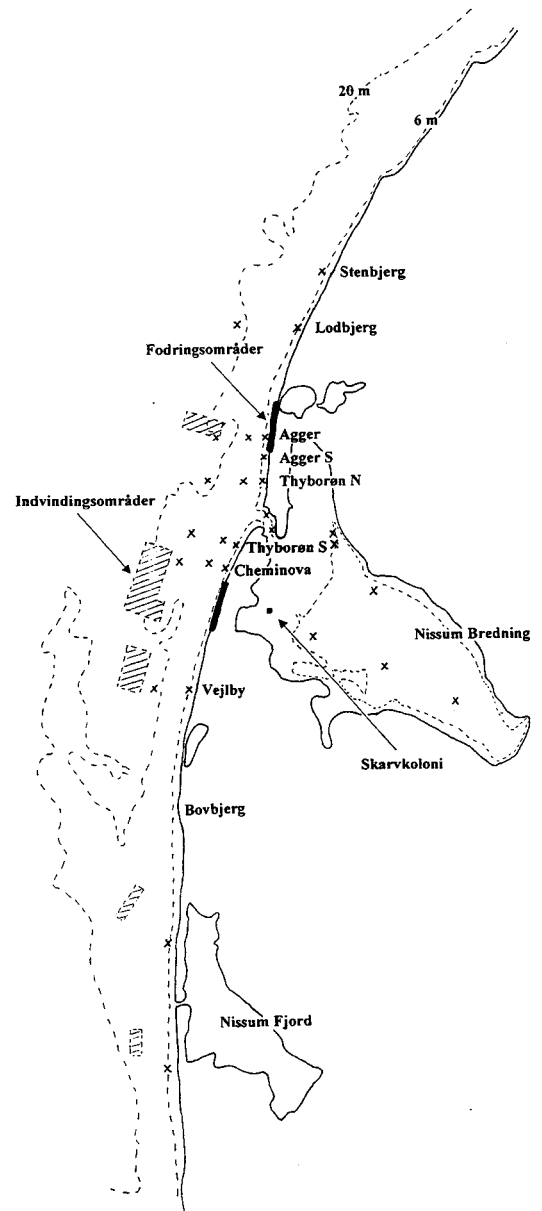 20 m
6 m
Stenbjerg
Lodbjerg
Fodringsområder
Agger
Agger S
Thyborøn N
Indvindingsområder
Thyborøn S
Cheminova
Nissum Bredning
Vejlby
Skarvkoloni
Bovbjerg
Nissum Fjord